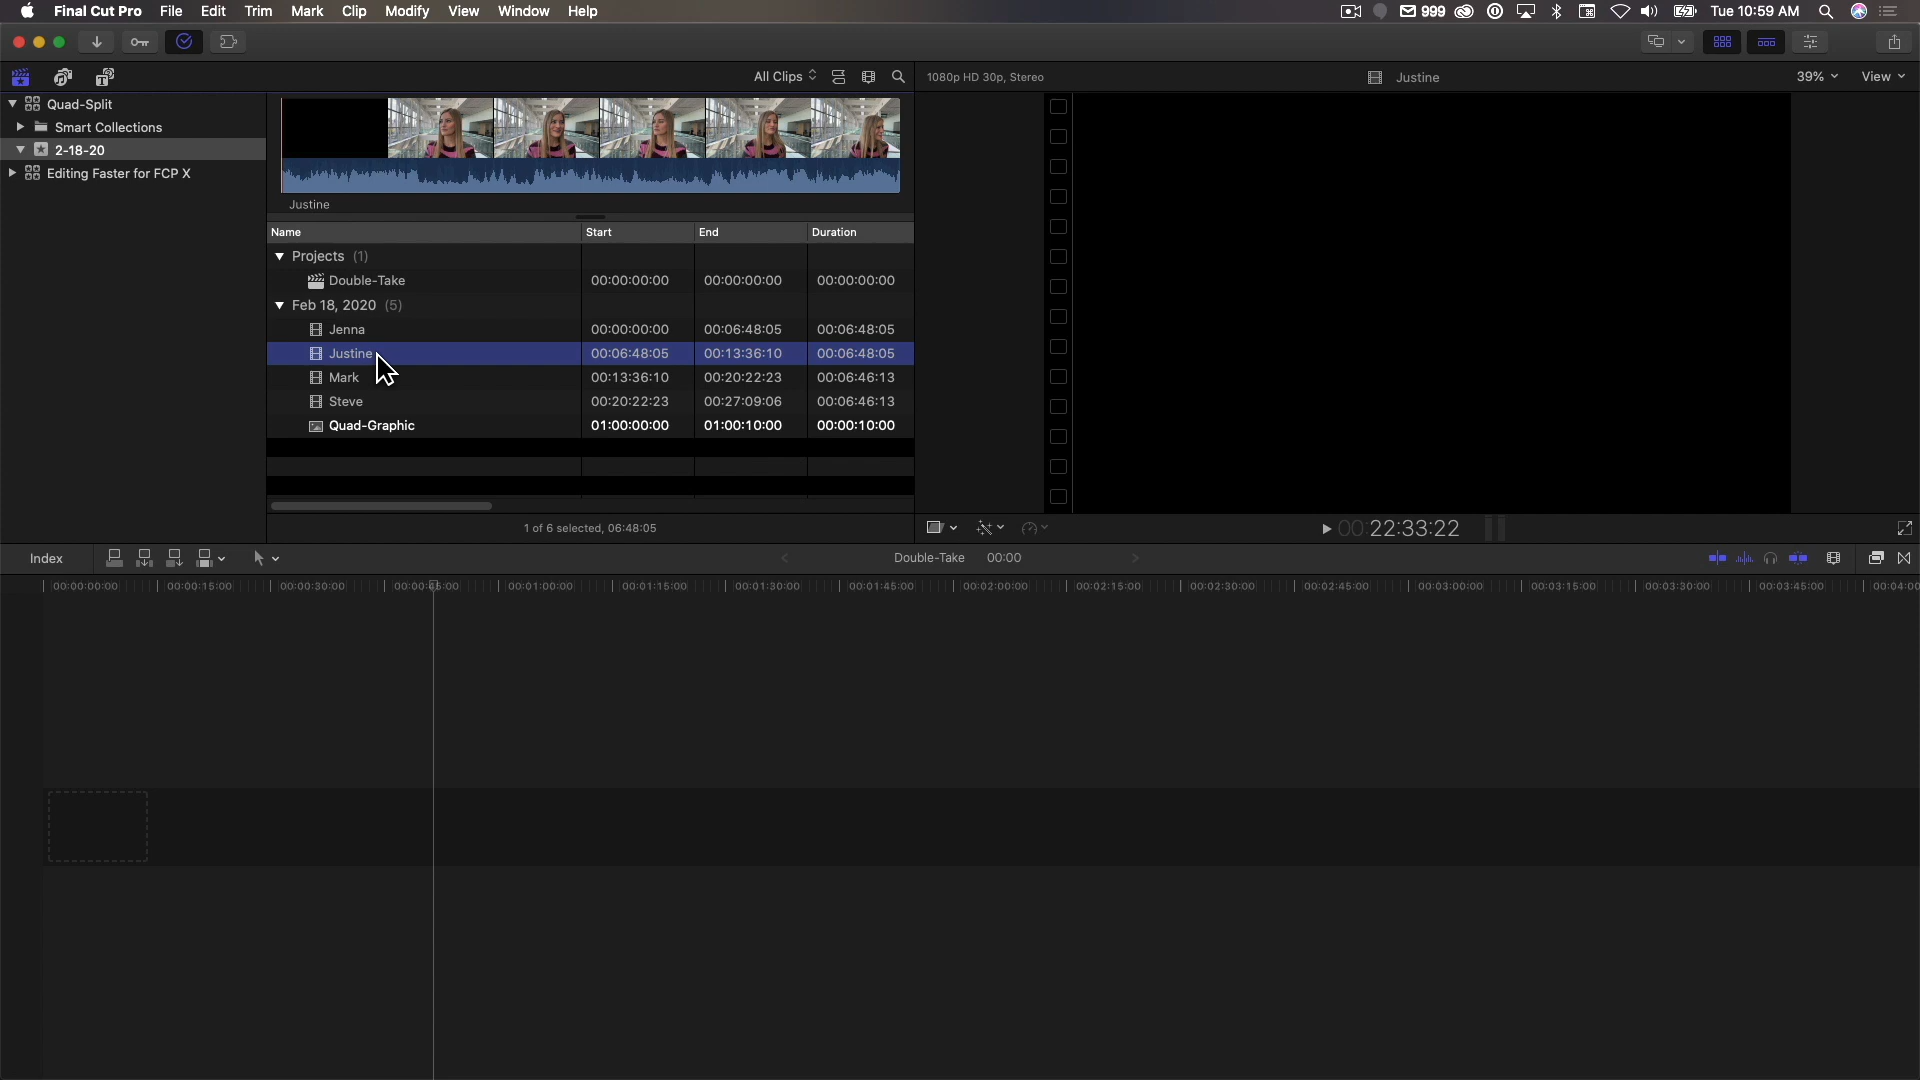 Final Cut Pro File Edit Trim Mark Clip Modify View Window Help 999 Tue 10:59 AM
All Clips 1080p HD 30p, Stereo Justine 39% View
Quad-Split
Smart Collections
2-18-20
Editing Faster for FCP X
Justine
Name Start End Duration
Projects (1)
Double-Take 00:00:00:00 00:00:00:00 00:00:00:00
Feb 18, 2020 (5)
Jenna 00:00:00:00 00:06:48:05 00:06:48:05
Justine 00:06:48:05 00:13:36:10 00:06:48:05
Mark 00:13:36:10 00:20:22:23 00:06:46:13
Steve 00:20:22:23 00:27:09:06 00:06:46:13
Quad-Graphic 01:00:00:00 01:00:10:00 00:00:10:00
1 of 6 selected, 06:48:05 00:22:33:22
Index Double-Take 00:00
00:00:00:00 00:00:15:00 00:00:30:00 00:00:45:00 00:01:00:00 00:01:15:00 00:01:30:00 00:01:45:00 00:02:00:00 00:02:15:00 00:02:30:00 00:02:45:00 00:03:00:00 00:03:15:00 00:03:30:00 00:03:45:00 00:04:00